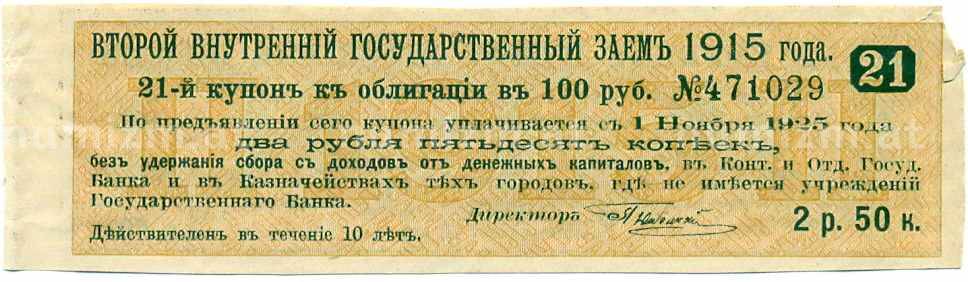 ВТОРОЙ ВНУТРЕННІЙ ГОСУДАРСТВЕННЫЙ ЗАЕМЪ 1915 года.
21
21-й купонъ къ облигаціи въ 100 руб. №471029
По предъявленіи сего купона уплачивается съ 1 Ноября 1925 года
два рубля пятьдесятъ копѣекъ,
безъ удержанія сбора съ доходовъ отъ денежныхъ капиталовъ, въ Конт. и Отд. Госуд.
Банка и въ Казначействахъ тѣхъ городовъ, гдѣ не имѣется учрежденій
Государственнаго Банка.
Директоръ
2 р. 50 к.
Дѣйствителенъ въ теченіе 10 лѣтъ.